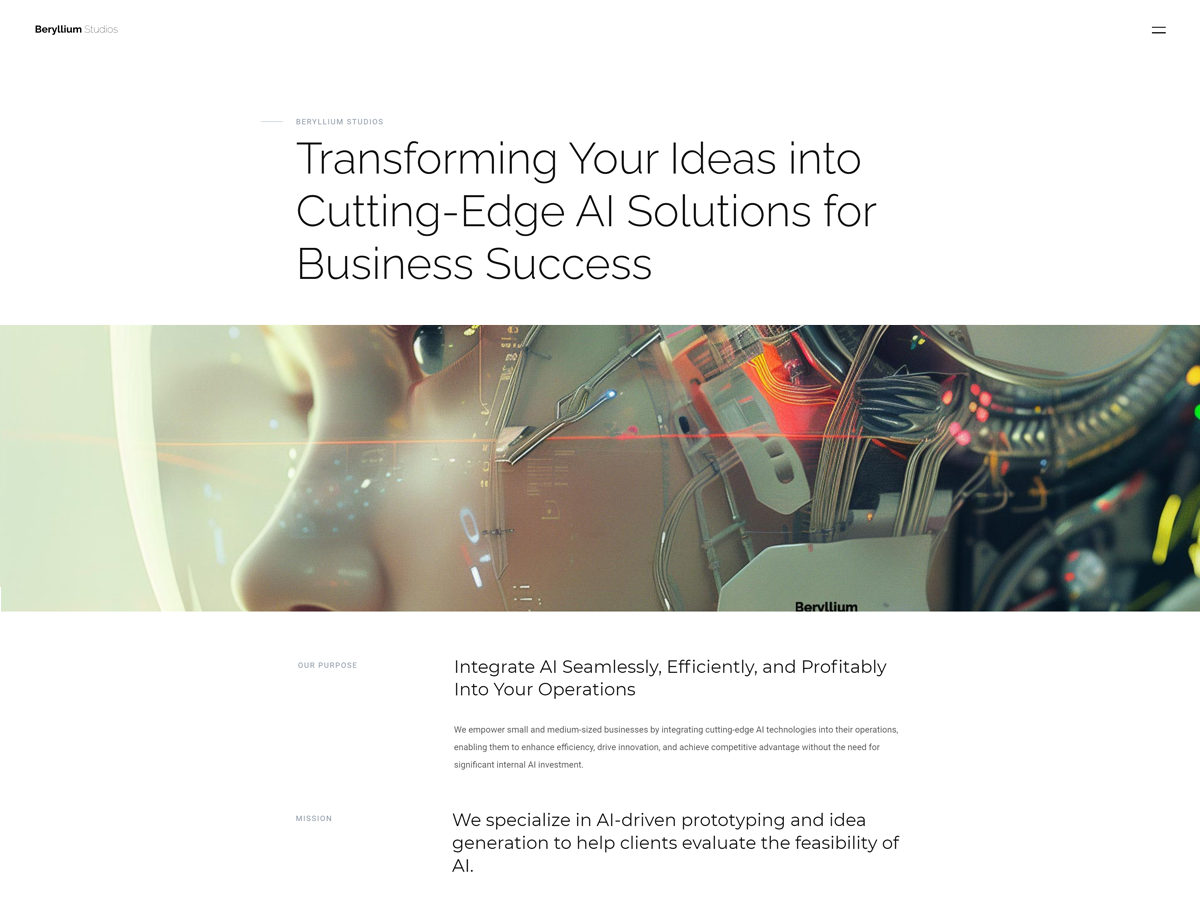 Beryllium Studios
BERYLLIUM STUDIOS
Transforming Your Ideas into
Cutting-Edge AI Solutions for
Business Success
Beryllium
OUR PURPOSE
Integrate AI Seamlessly, Efficiently, and Profitably
Into Your Operations
We empower small and medium-sized businesses by integrating cutting-edge AI technologies into their operations,
enabling them to enhance efficiency, drive innovation, and achieve competitive advantage without the need for
significant internal AI investment.
MISSION
We specialize in AI-driven prototyping and idea
generation to help clients evaluate the feasibility of
AI.